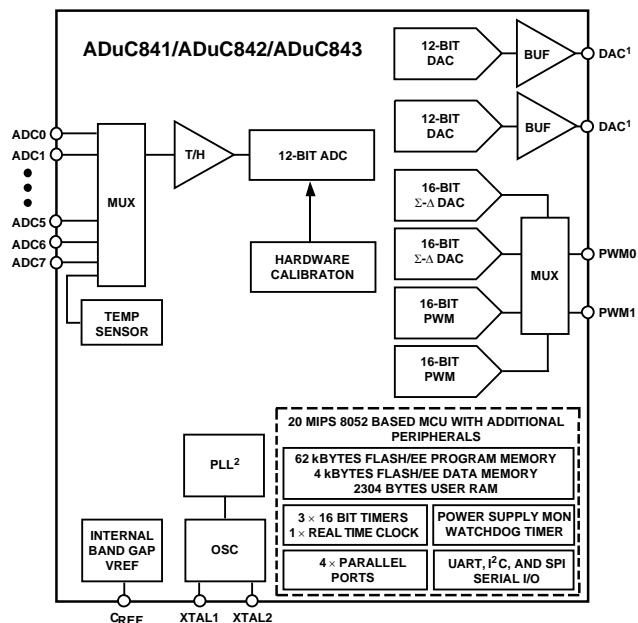 ADuC841/ADuC842/ADuC843
12-BIT
DAC
BUF
DAC¹
12-BIT
DAC
BUF
DAC¹
ADC0
ADC1
ADC5
ADC6
ADC7
MUX
T/H
12-BIT ADC
HARDWARE
CALIBRATON
TEMP
SENSOR
16-BIT
Σ-Δ DAC
16-BIT
Σ-Δ DAC
16-BIT
PWM
16-BIT
PWM
MUX
PWM0
PWM1
20 MIPS 8052 BASED MCU WITH ADDITIONAL
PERIPHERALS
62 kBYTES FLASH/EE PROGRAM MEMORY
4 kBYTES FLASH/EE DATA MEMORY
2304 BYTES USER RAM
3 × 16 BIT TIMERS
1 × REAL TIME CLOCK
POWER SUPPLY MON
WATCHDOG TIMER
4 × PARALLEL
PORTS
UART, I²C, AND SPI
SERIAL I/O
PLL²
OSC
INTERNAL
BAND GAP
VREF
CREF
XTAL1
XTAL2